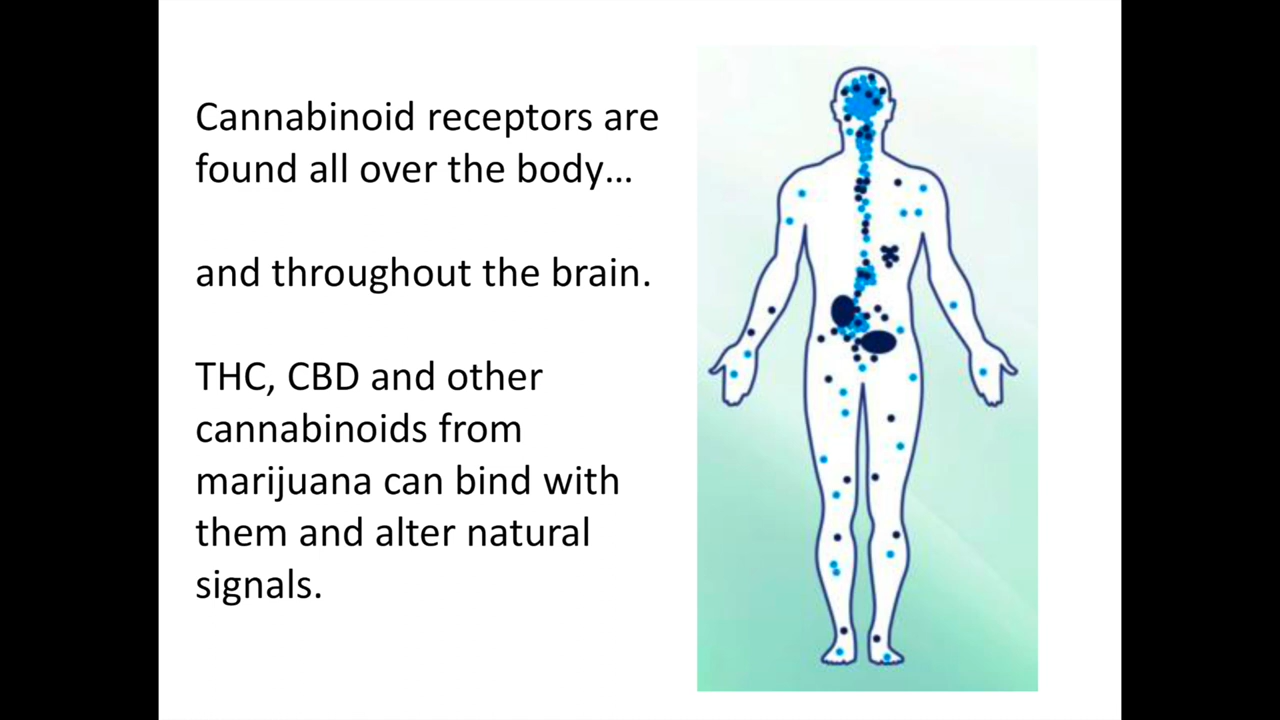 Cannabinoid receptors are
found all over the body…
and throughout the brain.
THC, CBD and other
cannabinoids from
marijuana can bind with
them and alter natural
signals.